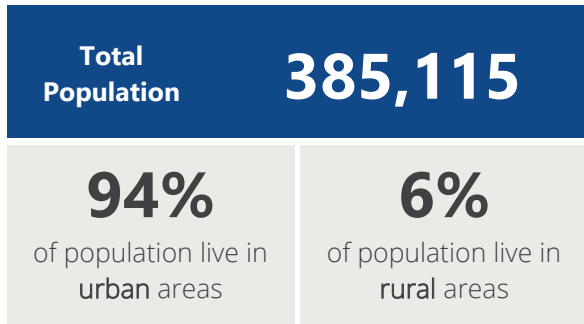 Total
Population
385,115
94%
of population live in
urban areas
6%
of population live in
rural areas